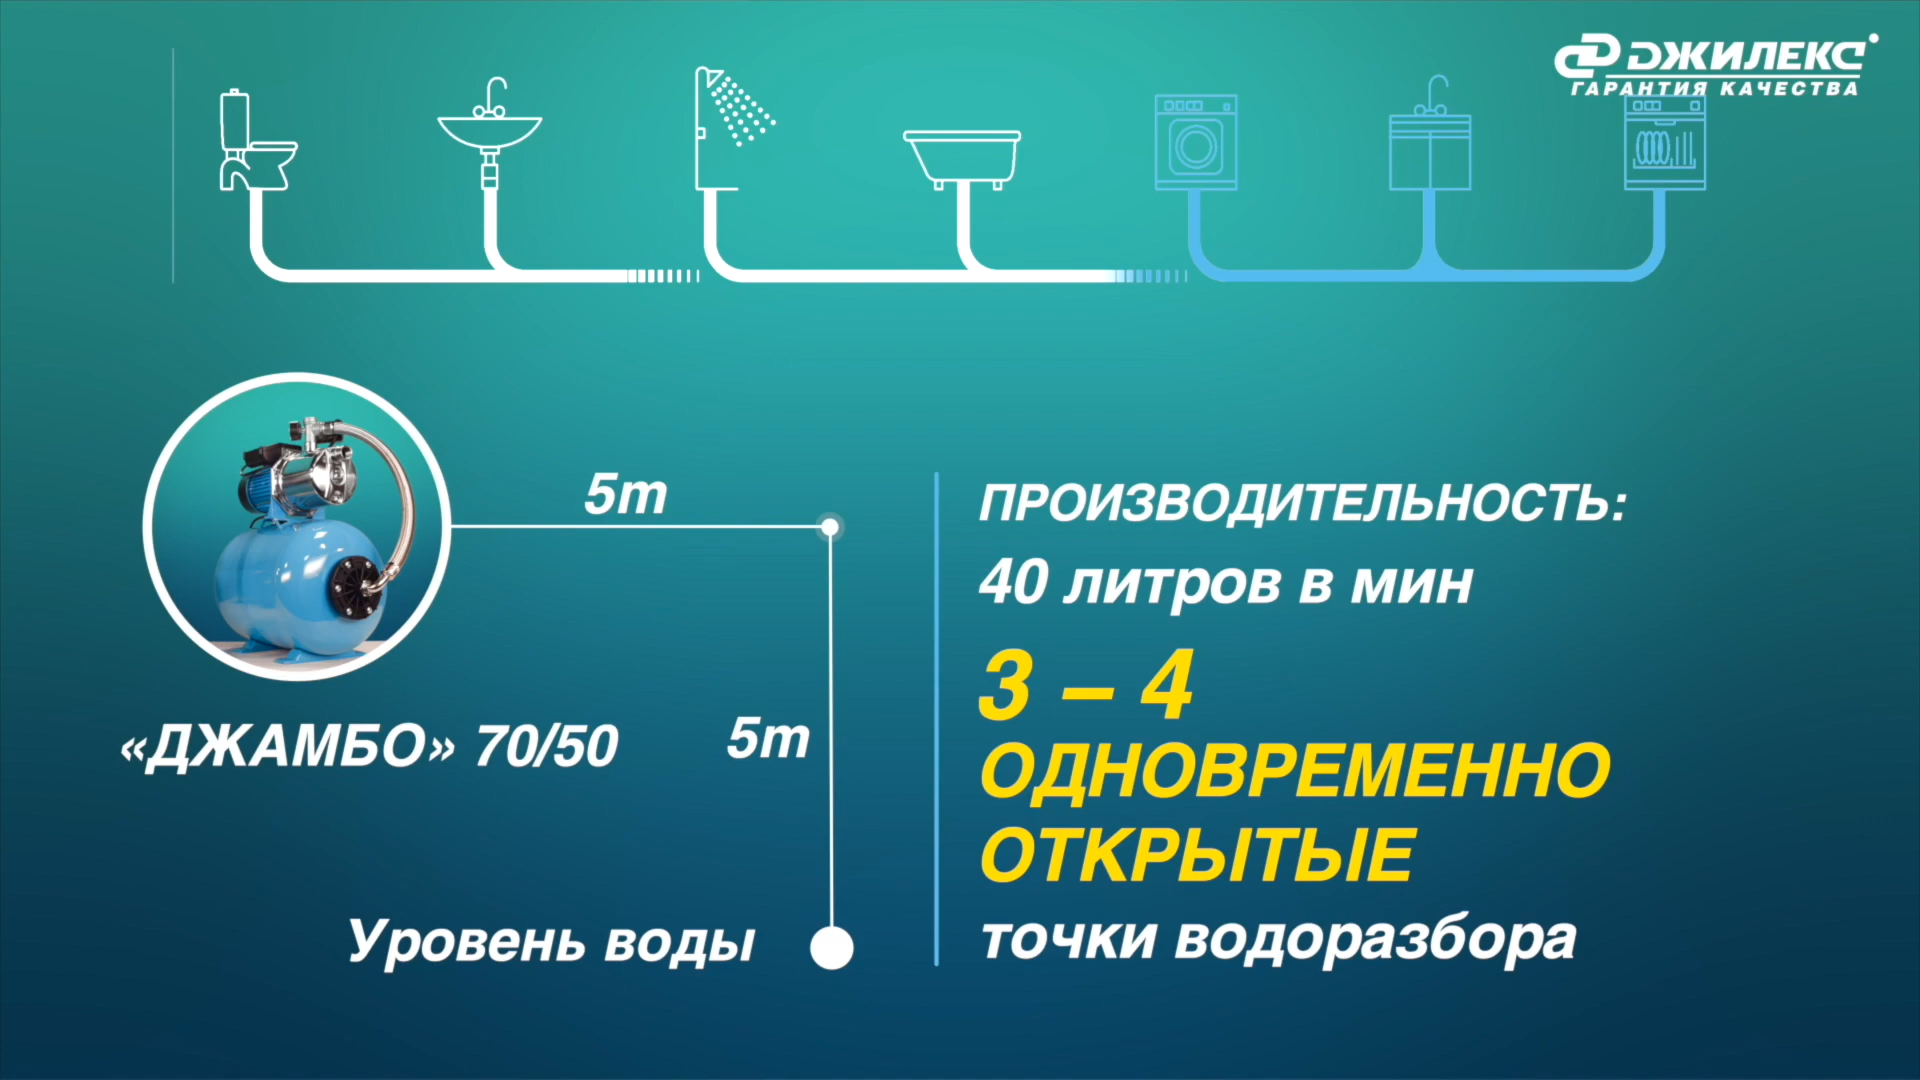 ДЖИЛЕКС
ГАРАНТИЯ КАЧЕСТВА
5m
«ДЖАМБО» 70/50
5m
Уровень воды
ПРОИЗВОДИТЕЛЬНОСТЬ:
40 литров в мин
3 – 4
ОДНОВРЕМЕННО
ОТКРЫТЫЕ
точки водоразбора